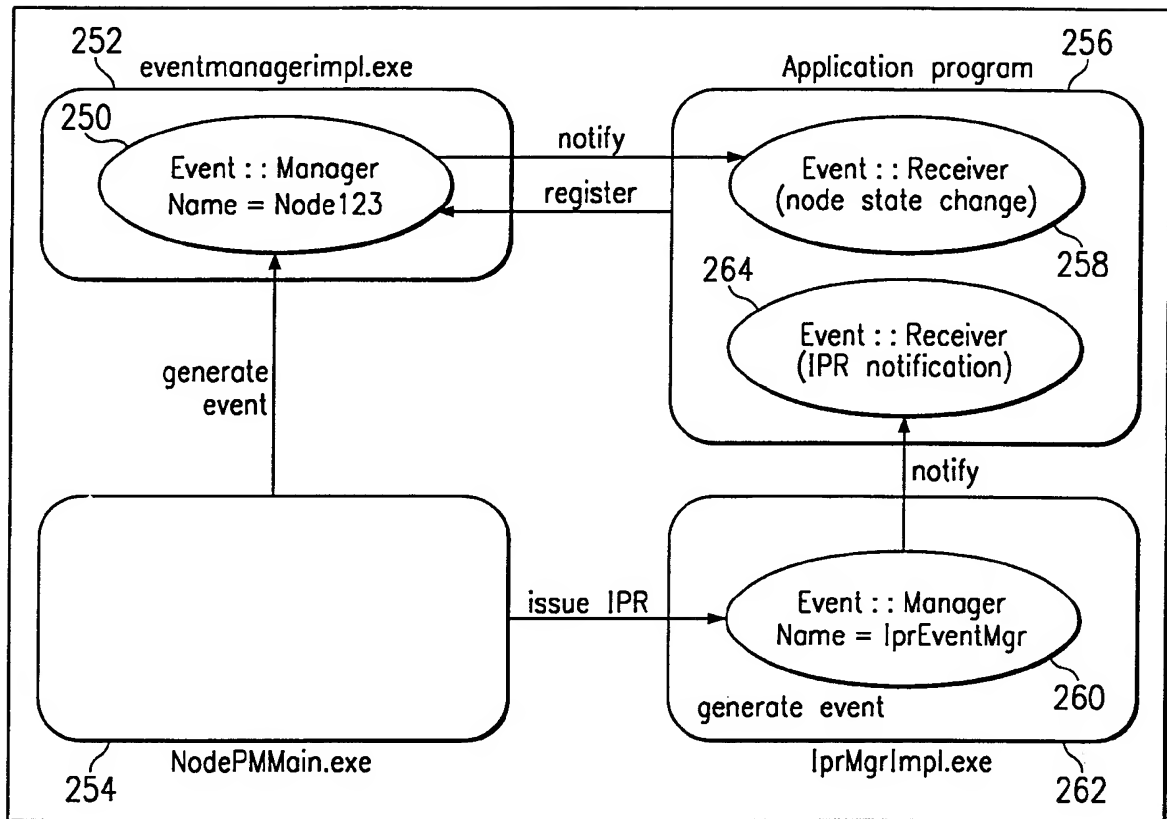 252
eventmanagerimpl.exe
250
Event : : Manager
Name = Node123
notify
register
Application program
256
Event : : Receiver
(node state change)
258
264
Event : : Receiver
(IPR notification)
generate
event
notify
issue IPR
Event : : Manager
Name = IprEventMgr
260
generate event
NodePMMain.exe
254
IprMgrImpl.exe
262